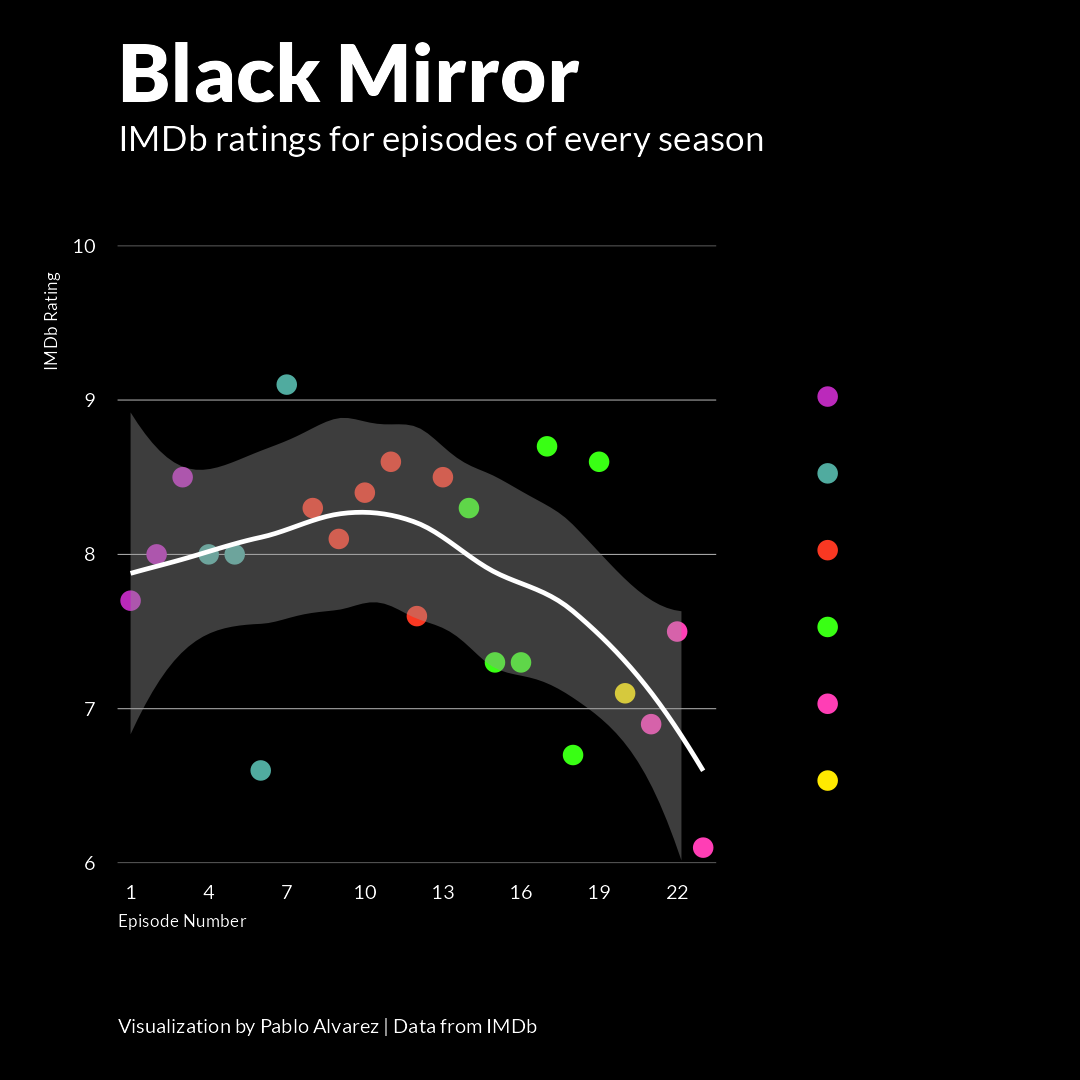 Black Mirror
IMDb ratings for episodes of every season
IMDb Rating
10
9
8
7
6
1 4 7 10 13 16 19 22
Episode Number
Visualization by Pablo Alvarez | Data from IMDb